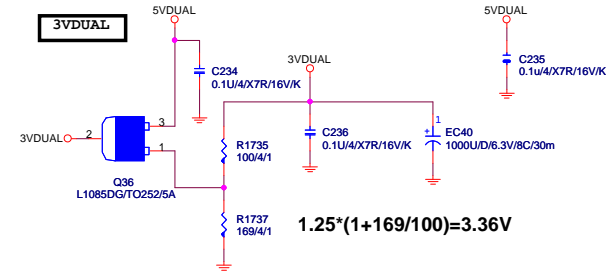 3VDUAL
5VDUAL
C234
0.1U/4/X7R/16V/K
3VDUAL
5VDUAL
C235
0.1u/4/X7R/16V/K
3VDUAL
2
3
1
Q36
L1085DG/TO252/5A
R1735
100/4/1
C236
0.1U/4/X7R/16V/K
1
+
EC40
1000U/D/6.3V/8C/30m
R1737
169/4/1
1.25*(1+169/100)=3.36V